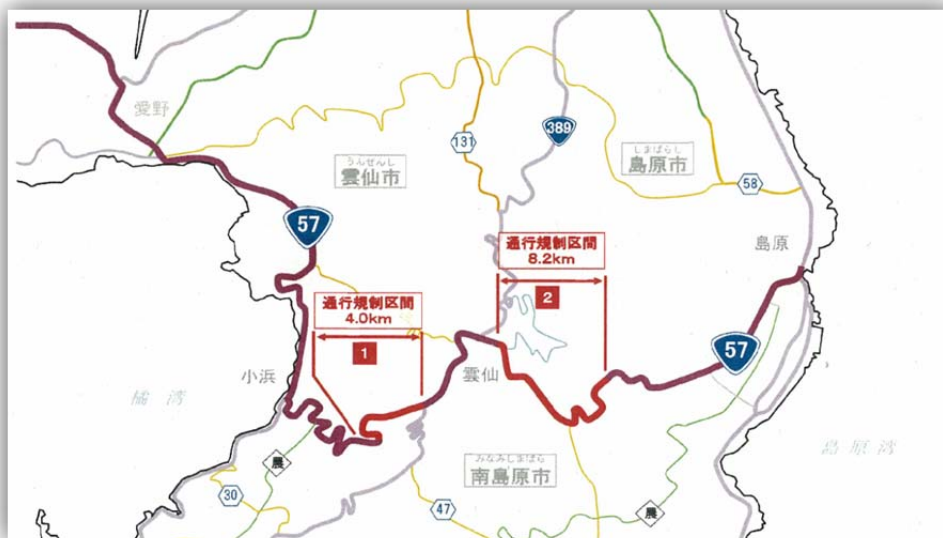 愛野
うんぜんし
雲仙市
131
389
しまばらし
島原市
58
57
通行規制区間
8.2km
2
島原
通行規制区間
4.0km
1
小浜
雲仙
57
橘湾
島原湾
農
みなみしまばら
南島原市
30
47
農